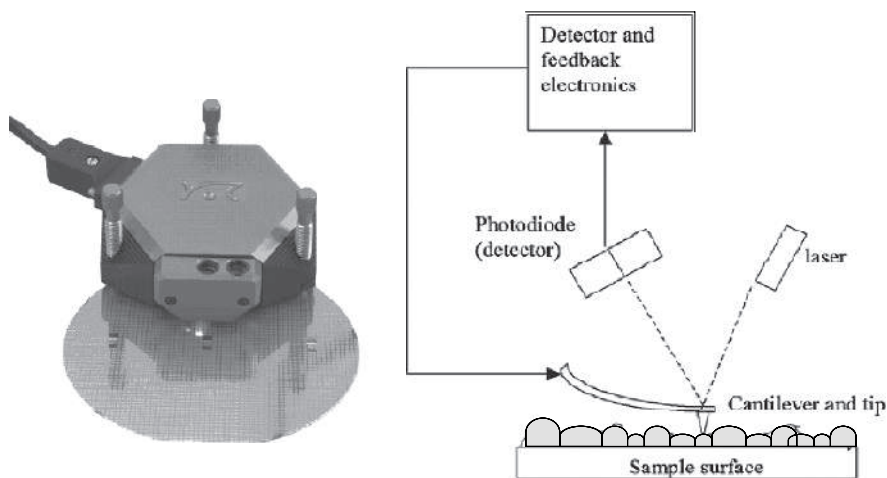 Detector and
feedback
electronics
Photodiode
(detector)
laser
Cantilever and tip
Sample surface